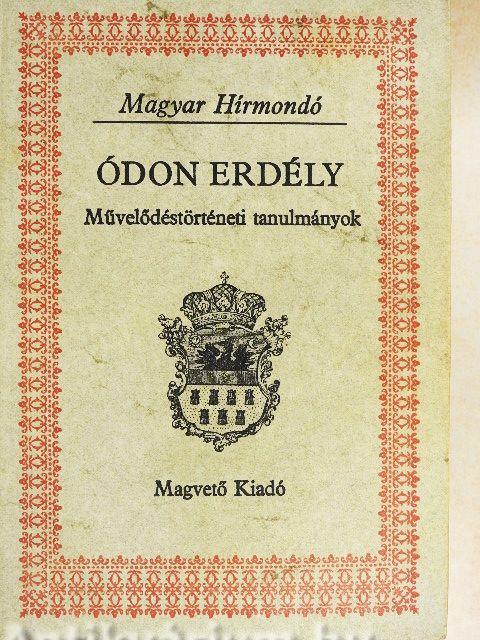 Magyar Hírmondó
ÓDON ERDÉLY
Művelődéstörténeti tanulmányok
Magvető Kiadó